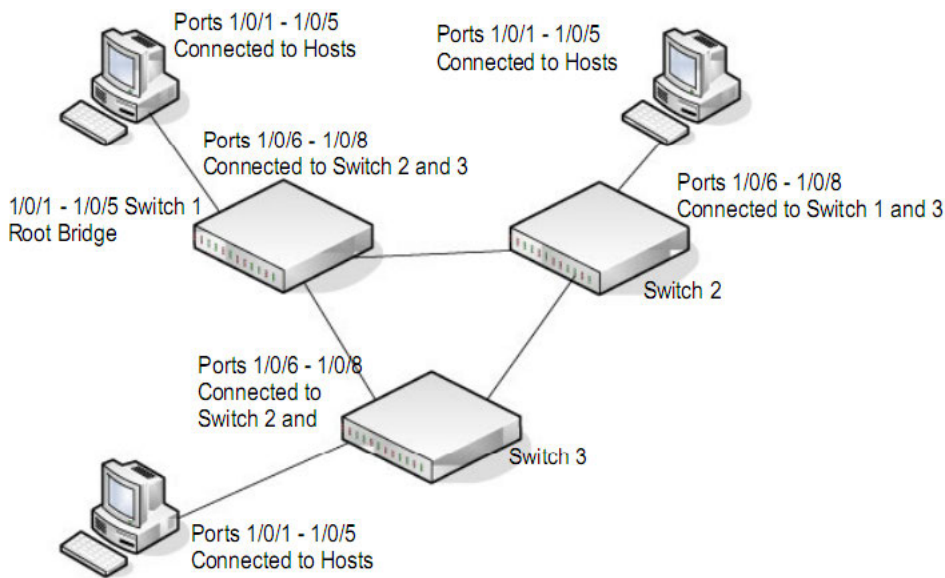 Ports 1/0/1 - 1/0/5
Connected to Hosts
Ports 1/0/1 - 1/0/5
Connected to Hosts
Ports 1/0/6 - 1/0/8
Connected to Switch 2 and 3
1/0/1 - 1/0/5 Switch 1
Root Bridge
Ports 1/0/6 - 1/0/8
Connected to Switch 1 and 3
Switch 2
Ports 1/0/6 - 1/0/8
Connected to
Switch 2 and
Switch 3
Ports 1/0/1 - 1/0/5
Connected to Hosts